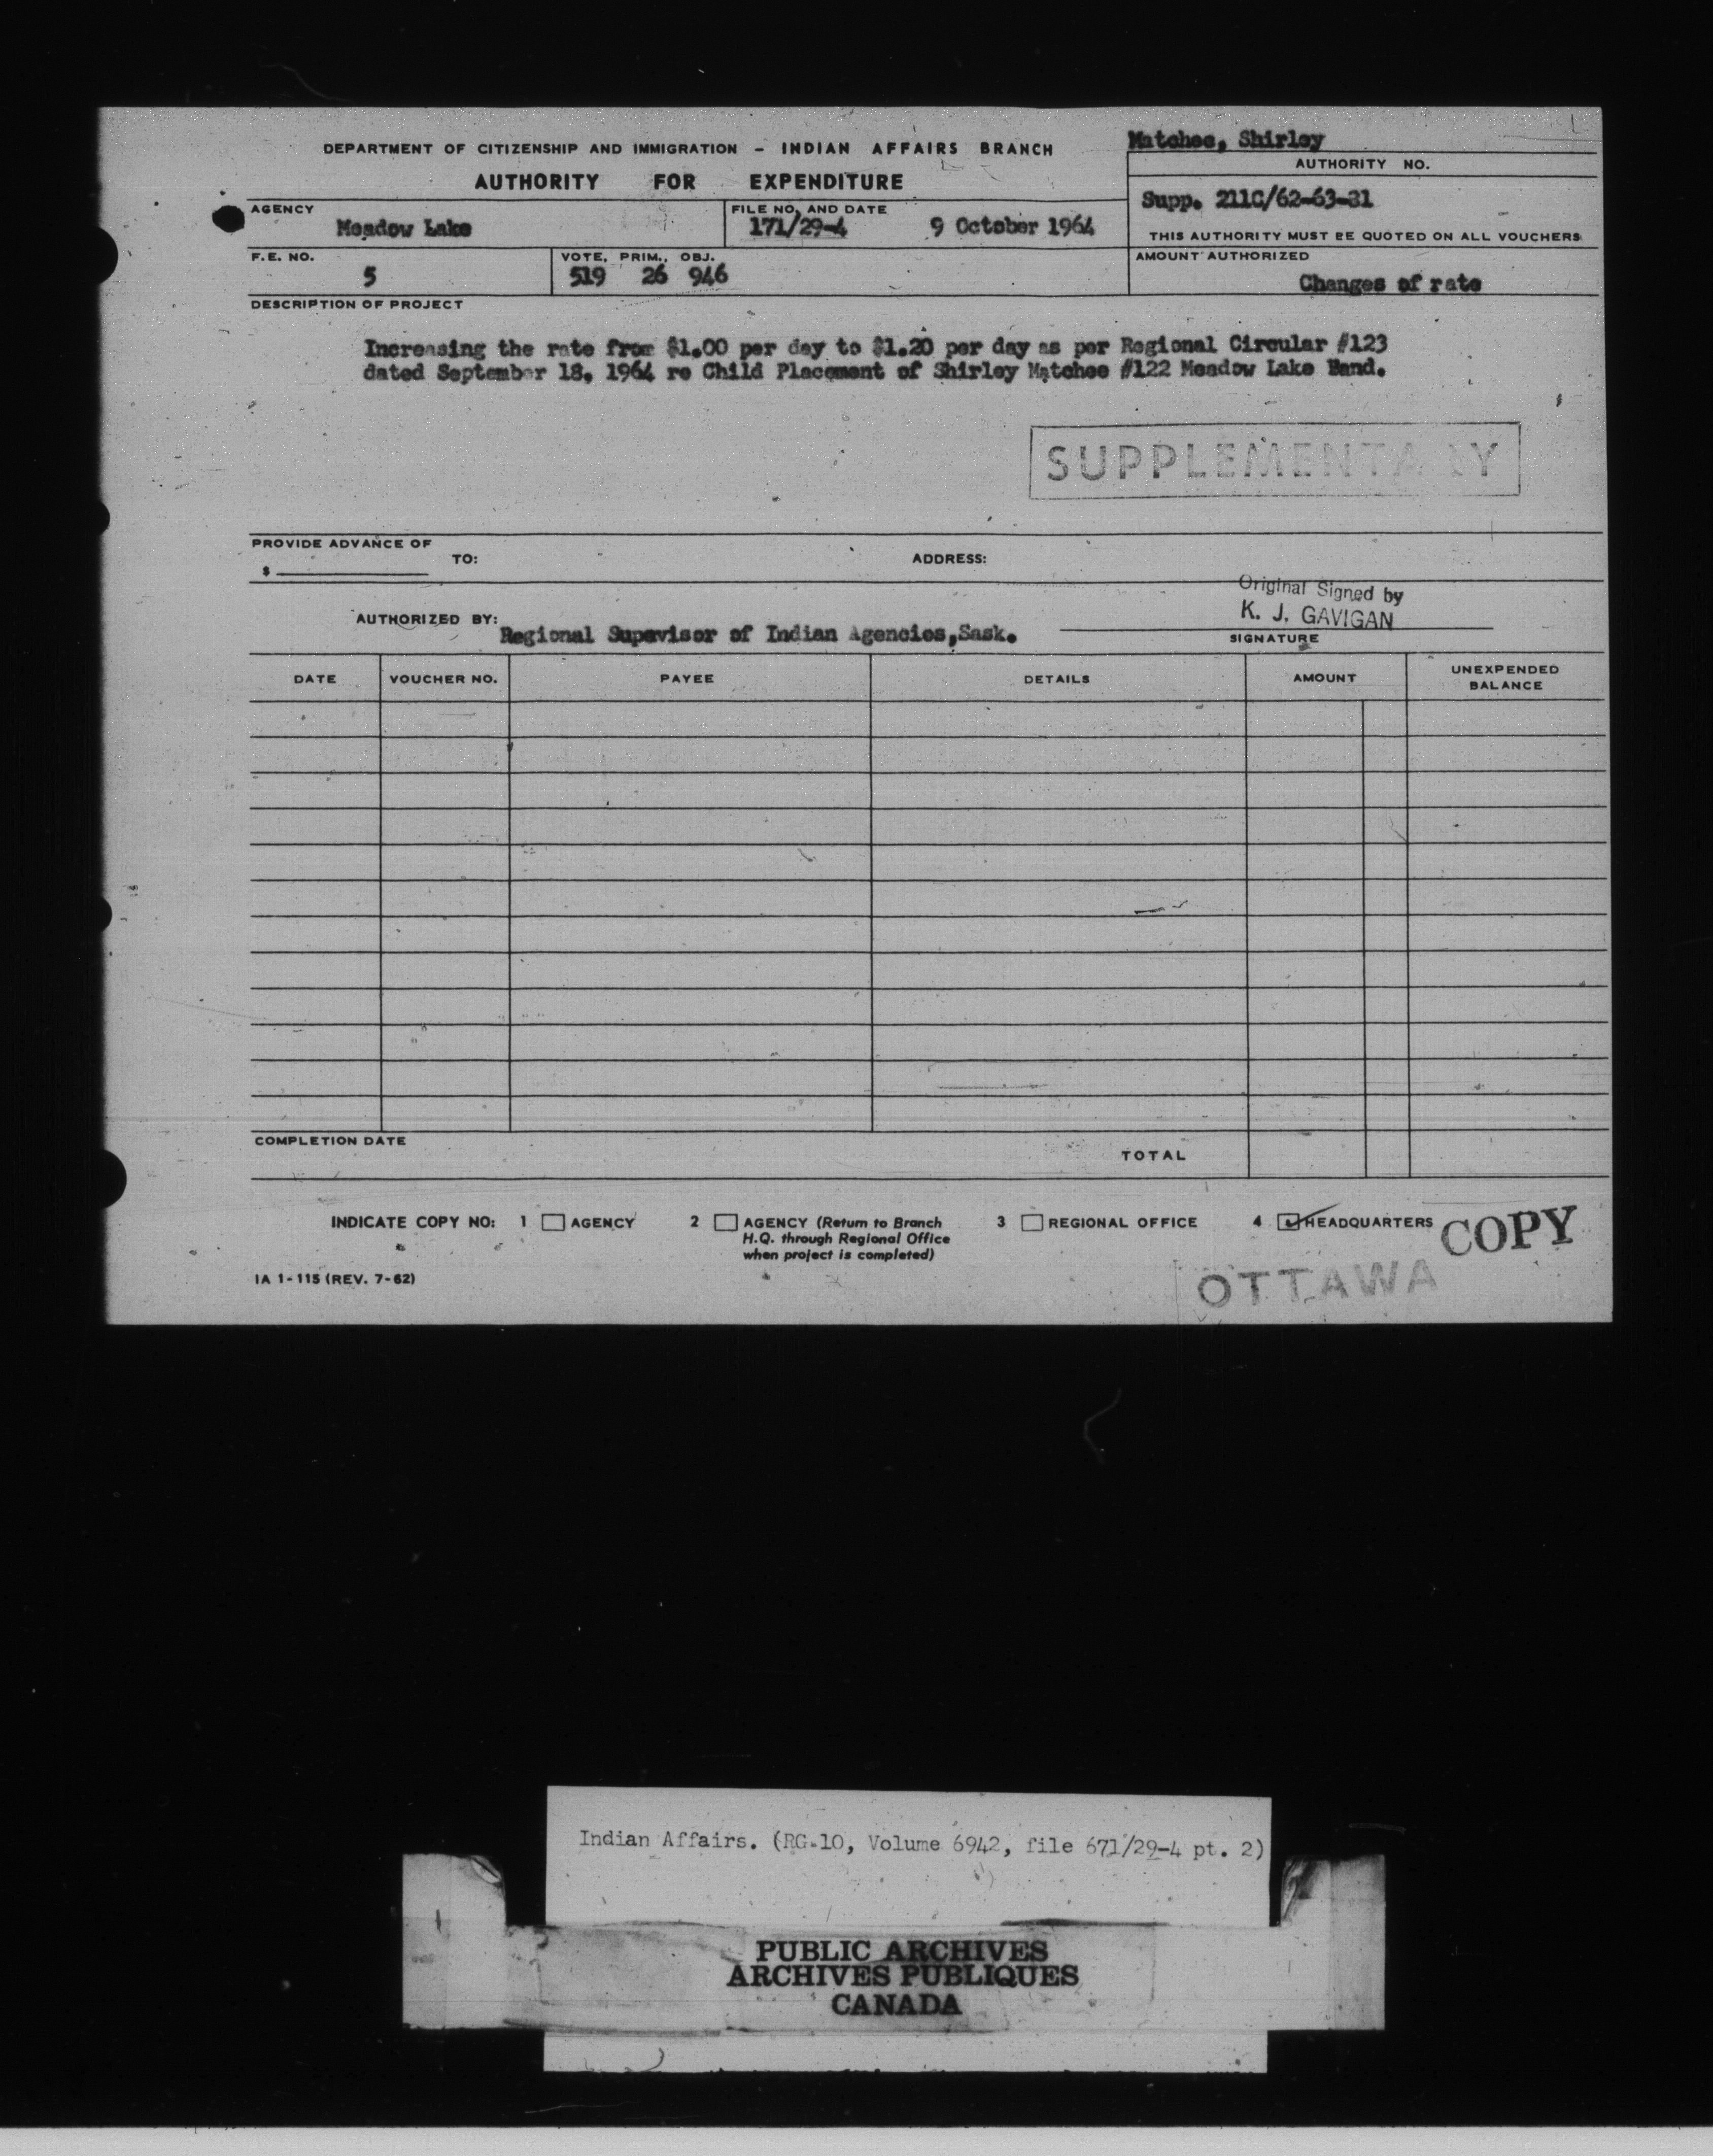 Matchee, Shirley
DEPARTMENT OF CITIZENSHIP AND IMMIGRATION – INDIAN AFFAIRS BRANCH
AUTHORITY FOR EXPENDITURE
AUTHORITY NO.
Supp. 211C/62-63-31
THIS AUTHORITY MUST BE QUOTED ON ALL VOUCHERS
AGENCY
Meadow Lake
FILE NO. AND DATE
171/29-4 9 October 1964
F.E. NO.
5
VOTE, PRIM., OBJ.
519 26 946
AMOUNT AUTHORIZED
Changes of rate
DESCRIPTION OF PROJECT
Increasing the rate from $1.00 per day to $1.20 per day as per Regional Circular #123
dated September 18, 1964 re Child Placement of Shirley Matchee #122 Meadow Lake Band.
SUPPLEMENTARY
PROVIDE ADVANCE OF
$ TO: ADDRESS:
Original Signed by
K. J. GAVIGAN
AUTHORIZED BY: Regional Supevisor of Indian Agencies,Sask.
SIGNATURE
DATE VOUCHER NO. PAYEE DETAILS AMOUNT UNEXPENDED BALANCE
COMPLETION DATE
TOTAL
INDICATE COPY NO: 1 AGENCY 2 AGENCY (Return to Branch 3 REGIONAL OFFICE 4 HEADQUARTERS
H.Q. through Regional Office
when project is completed)
COPY
IA 1-115 (REV. 7-62)
OTTAWA
Indian Affairs. (RG-10, Volume 6942, file 671/29-4 pt. 2)
PUBLIC ARCHIVES
ARCHIVES PUBLIQUES
CANADA